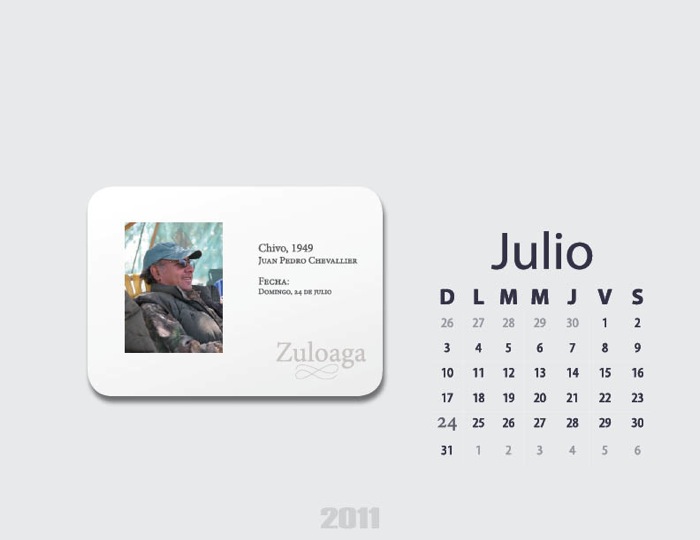 Chivo, 1949
Juan Pedro Chevallier
Fecha:
Domingo, 24 de julio
Zuloaga
Julio
D L M M J V S
26 27 28 29 30 1 2
3 4 5 6 7 8 9
10 11 12 13 14 15 16
17 18 19 20 21 22 23
24 25 26 27 28 29 30
31 1 2 3 4 5 6
2011